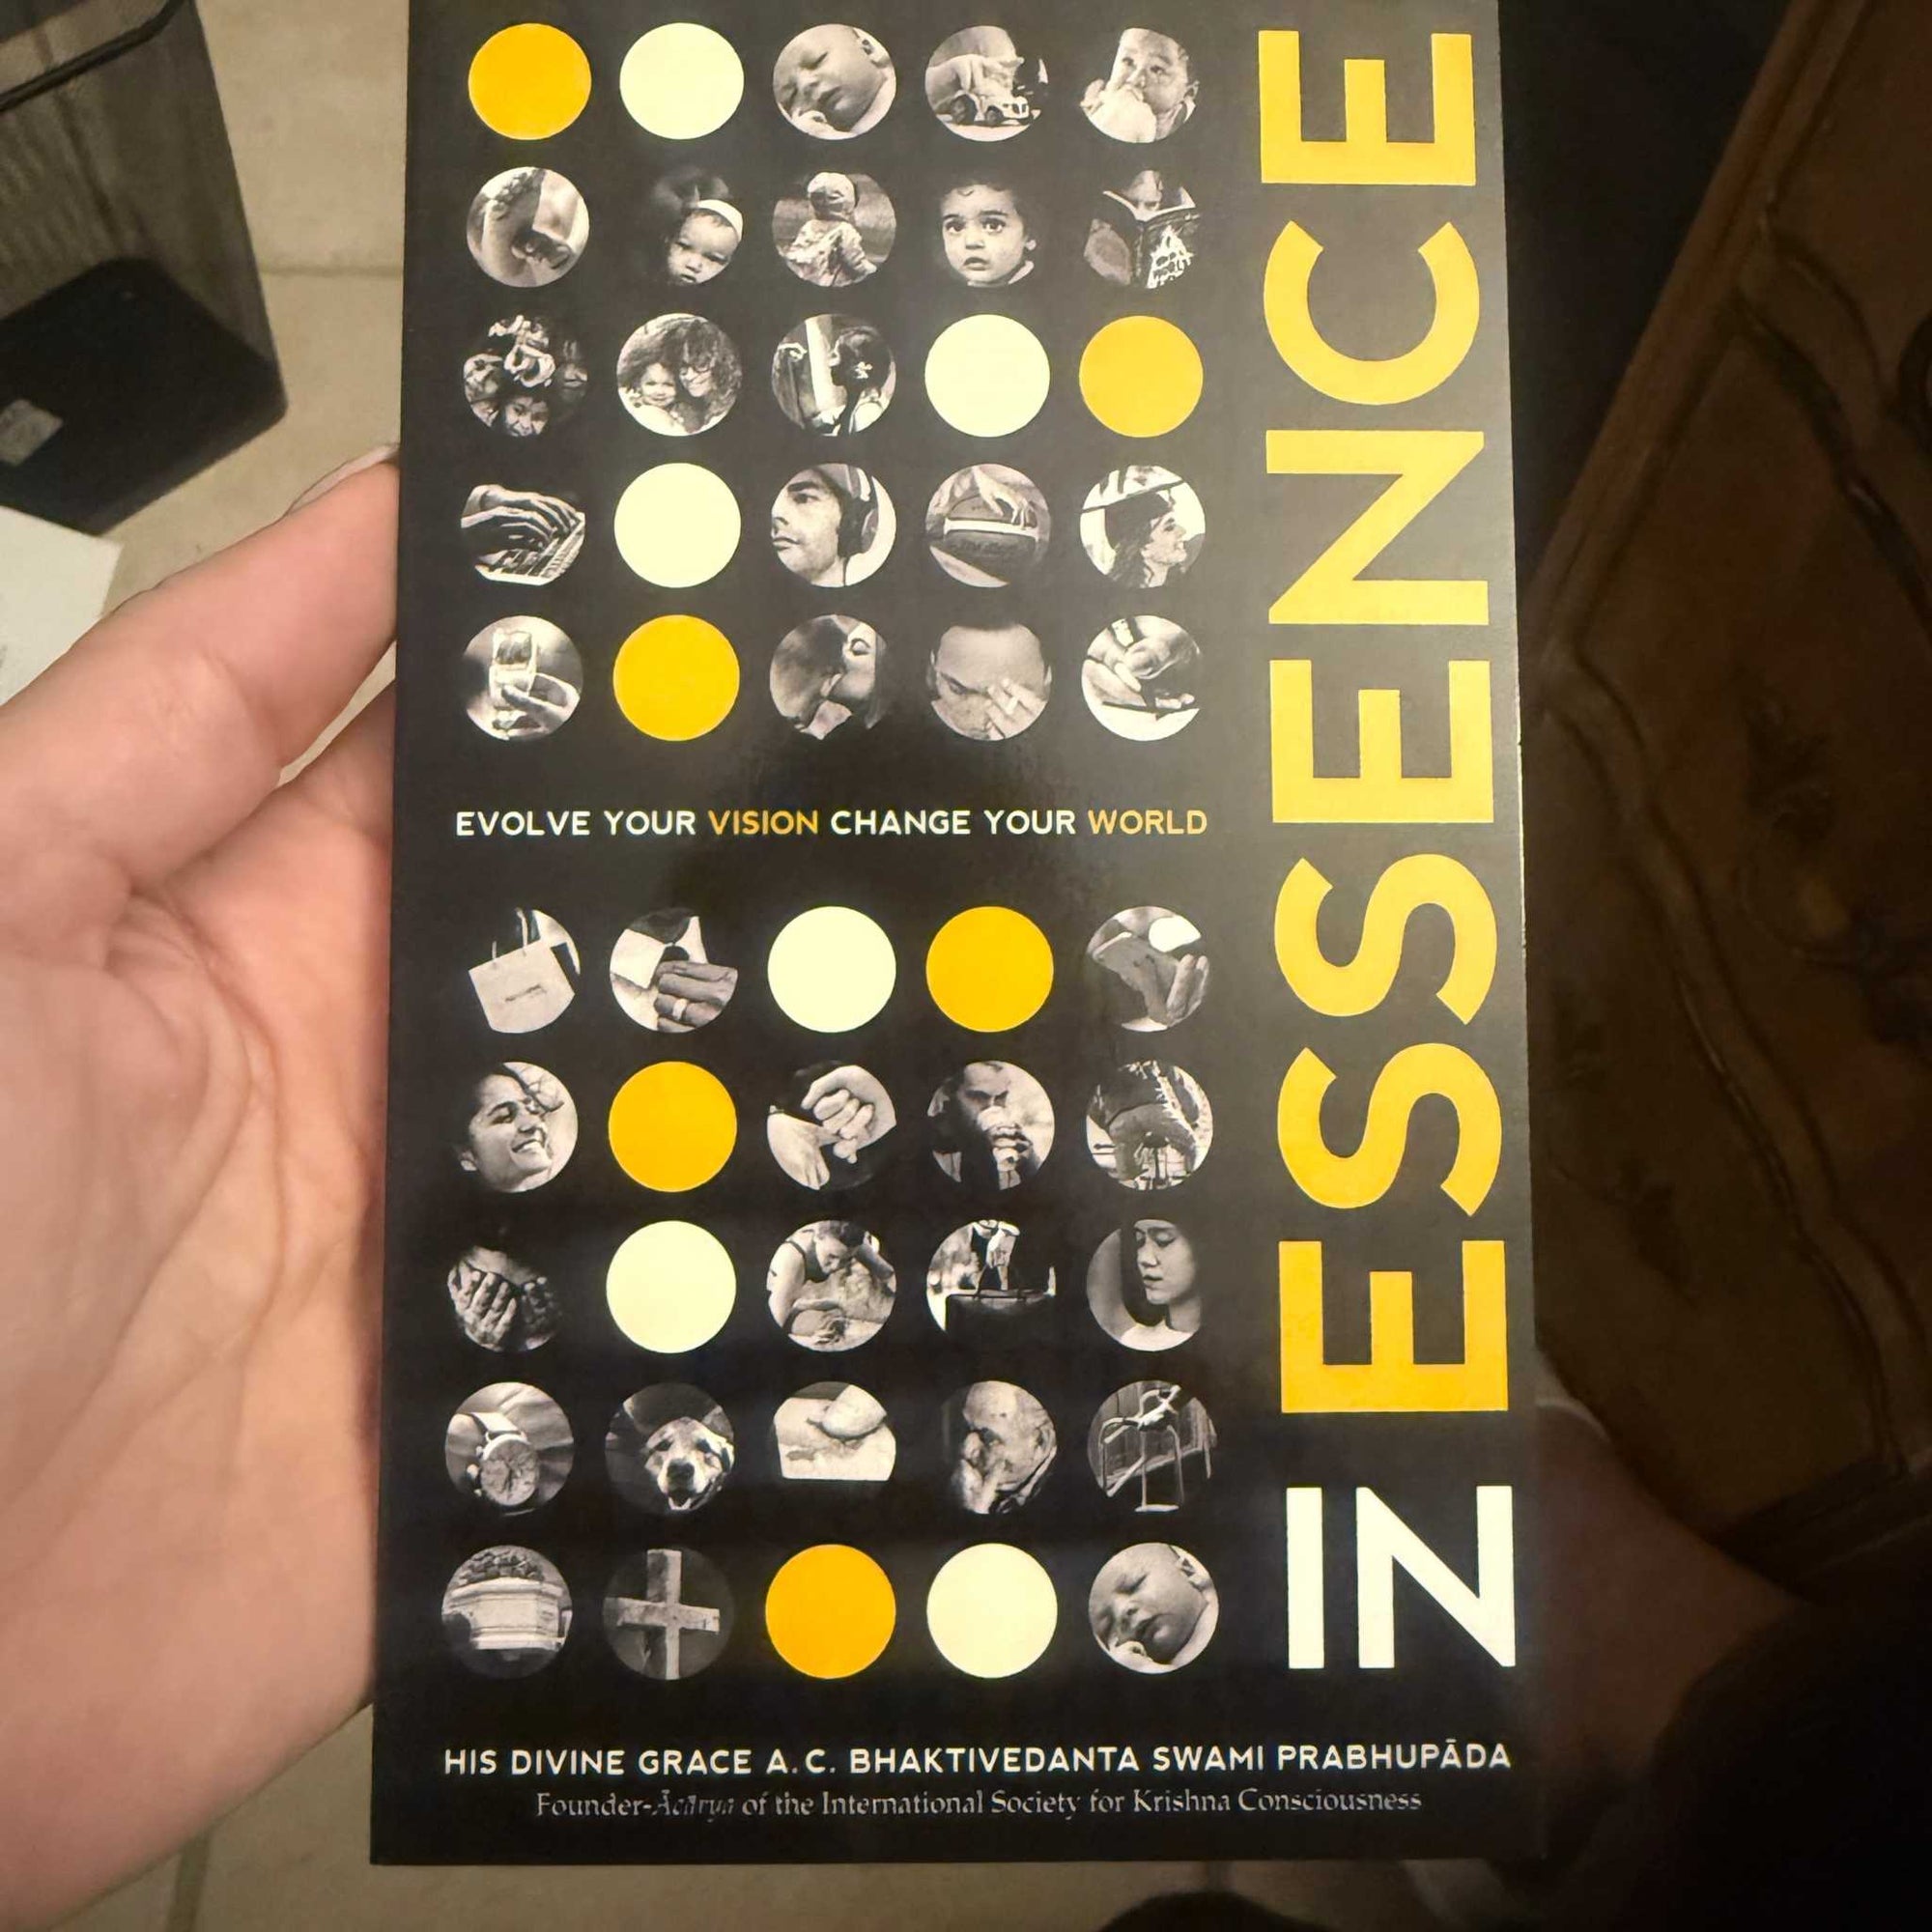 IN ESSENCE
EVOLVE YOUR VISION CHANGE YOUR WORLD
HIS DIVINE GRACE A.C. BHAKTIVEDANTA SWAMI PRABHUPĀDA
Founder-Ācārya of the International Society for Krishna Consciousness